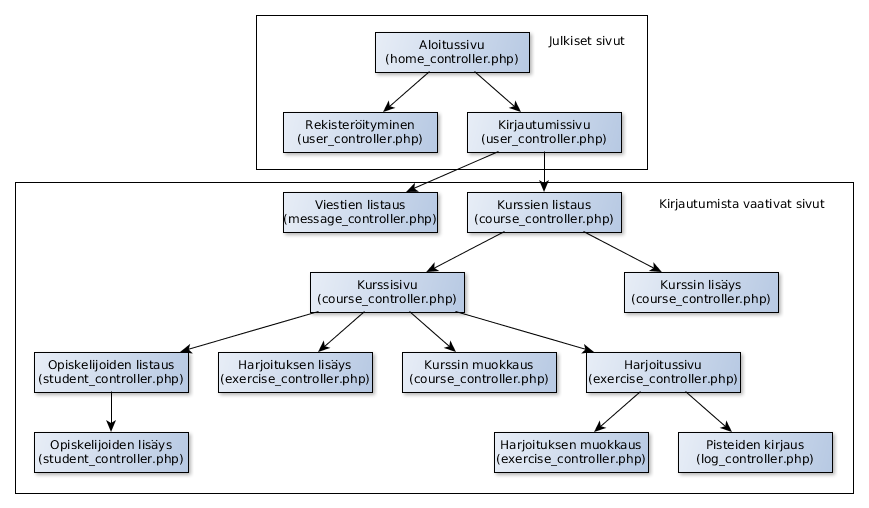 Aloitussivu
(home_controller.php)
Julkiset sivut
Rekisteröityminen
(user_controller.php)
Kirjautumissivu
(user_controller.php)
Viestien listaus
(message_controller.php)
Kurssien listaus
(course_controller.php)
Kirjautumista vaativat sivut
Kurssisivu
(course_controller.php)
Kurssin lisäys
(course_controller.php)
Opiskelijoiden listaus
(student_controller.php)
Harjoituksen lisäys
(exercise_controller.php)
Kurssin muokkaus
(course_controller.php)
Harjoitussivu
(exercise_controller.php)
Opiskelijoiden lisäys
(student_controller.php)
Harjoituksen muokkaus
(exercise_controller.php)
Pisteiden kirjaus
(log_controller.php)